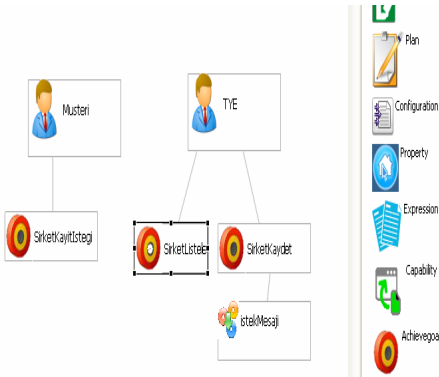 Musteri
TYE
SirketKayitIstegi
SirketListele
SirketKaydet
istekMesaji
Plan
Configuration
Property
Expression
Capability
Achievegoa